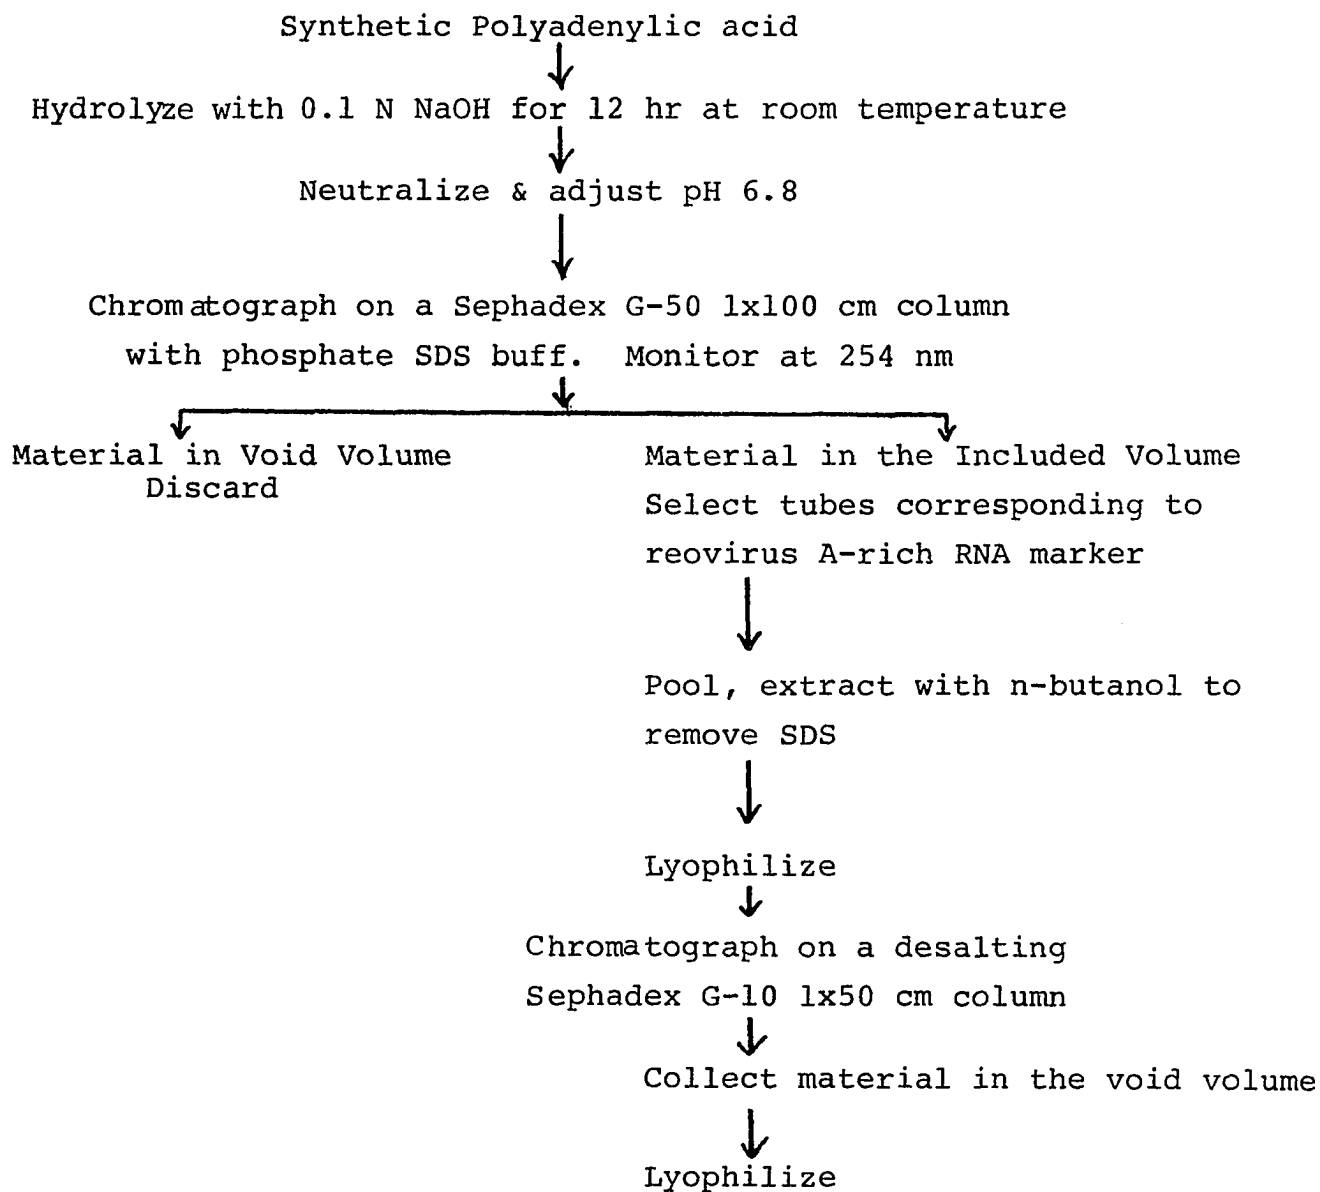 Synthetic Polyadenylic acid
Hydrolyze with 0.1 N NaOH for 12 hr at room temperature
Neutralize & adjust pH 6.8
Chromatograph on a Sephadex G-50 1x100 cm column
with phosphate SDS buff. Monitor at 254 nm
Material in Void Volume
Discard
Material in the Included Volume
Select tubes corresponding to
reovirus A-rich RNA marker
Pool, extract with n-butanol to
remove SDS
Lyophilize
Chromatograph on a desalting
Sephadex G-10 1x50 cm column
Collect material in the void volume
Lyophilize